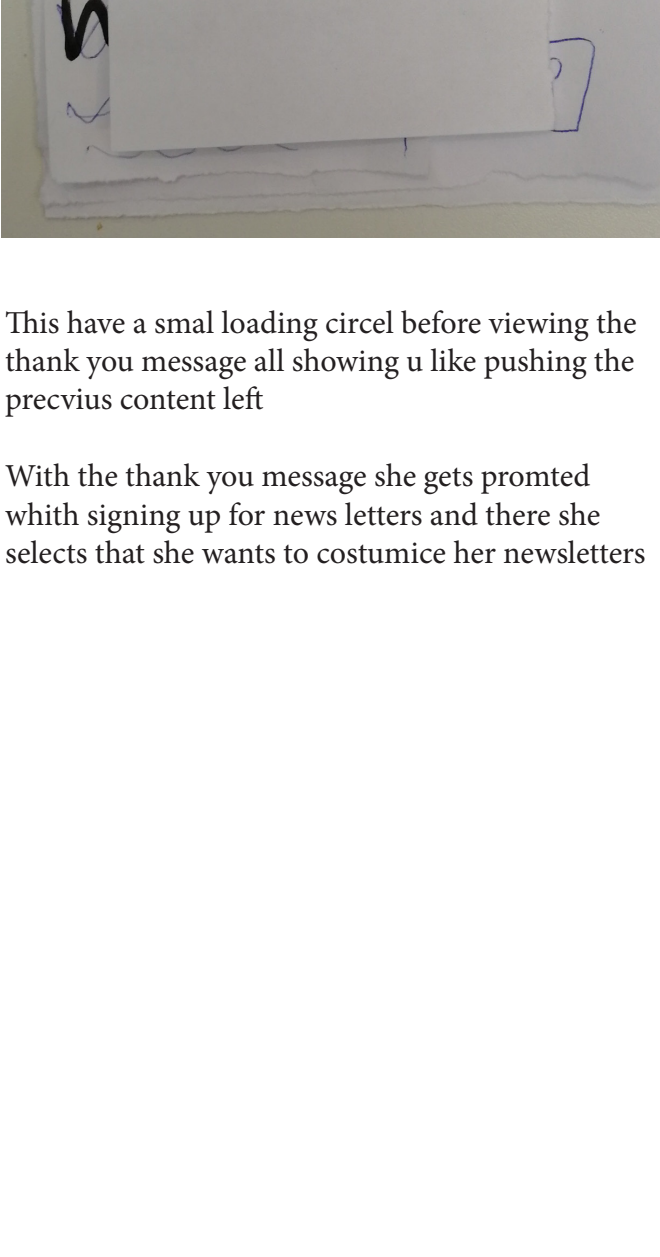 This have a smal loading circel before viewing the
thank you message all showing u like pushing the
precvius content left
With the thank you message she gets promted
whith signing up for news letters and there she
selects that she wants to costumice her newsletters